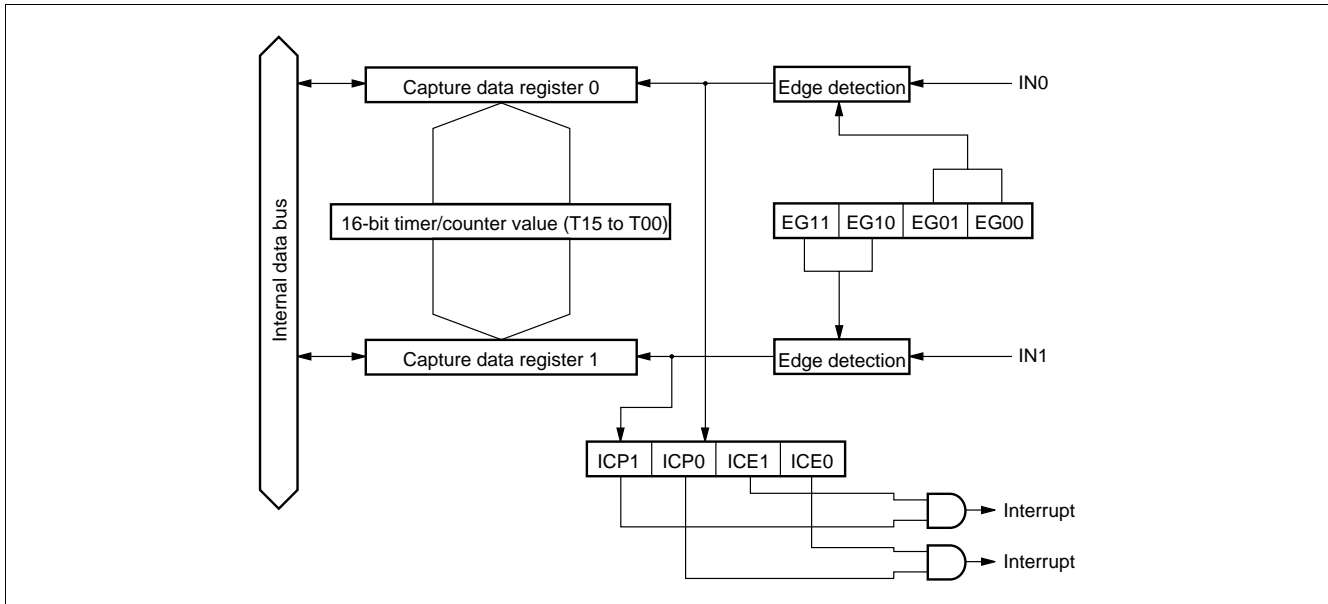 Capture data register 0
Edge detection
IN0
Internal data bus
16-bit timer/counter value (T15 to T00)
EG11 EG10 EG01 EG00
Capture data register 1
Edge detection
IN1
ICP1 ICP0 ICE1 ICE0
Interrupt
Interrupt